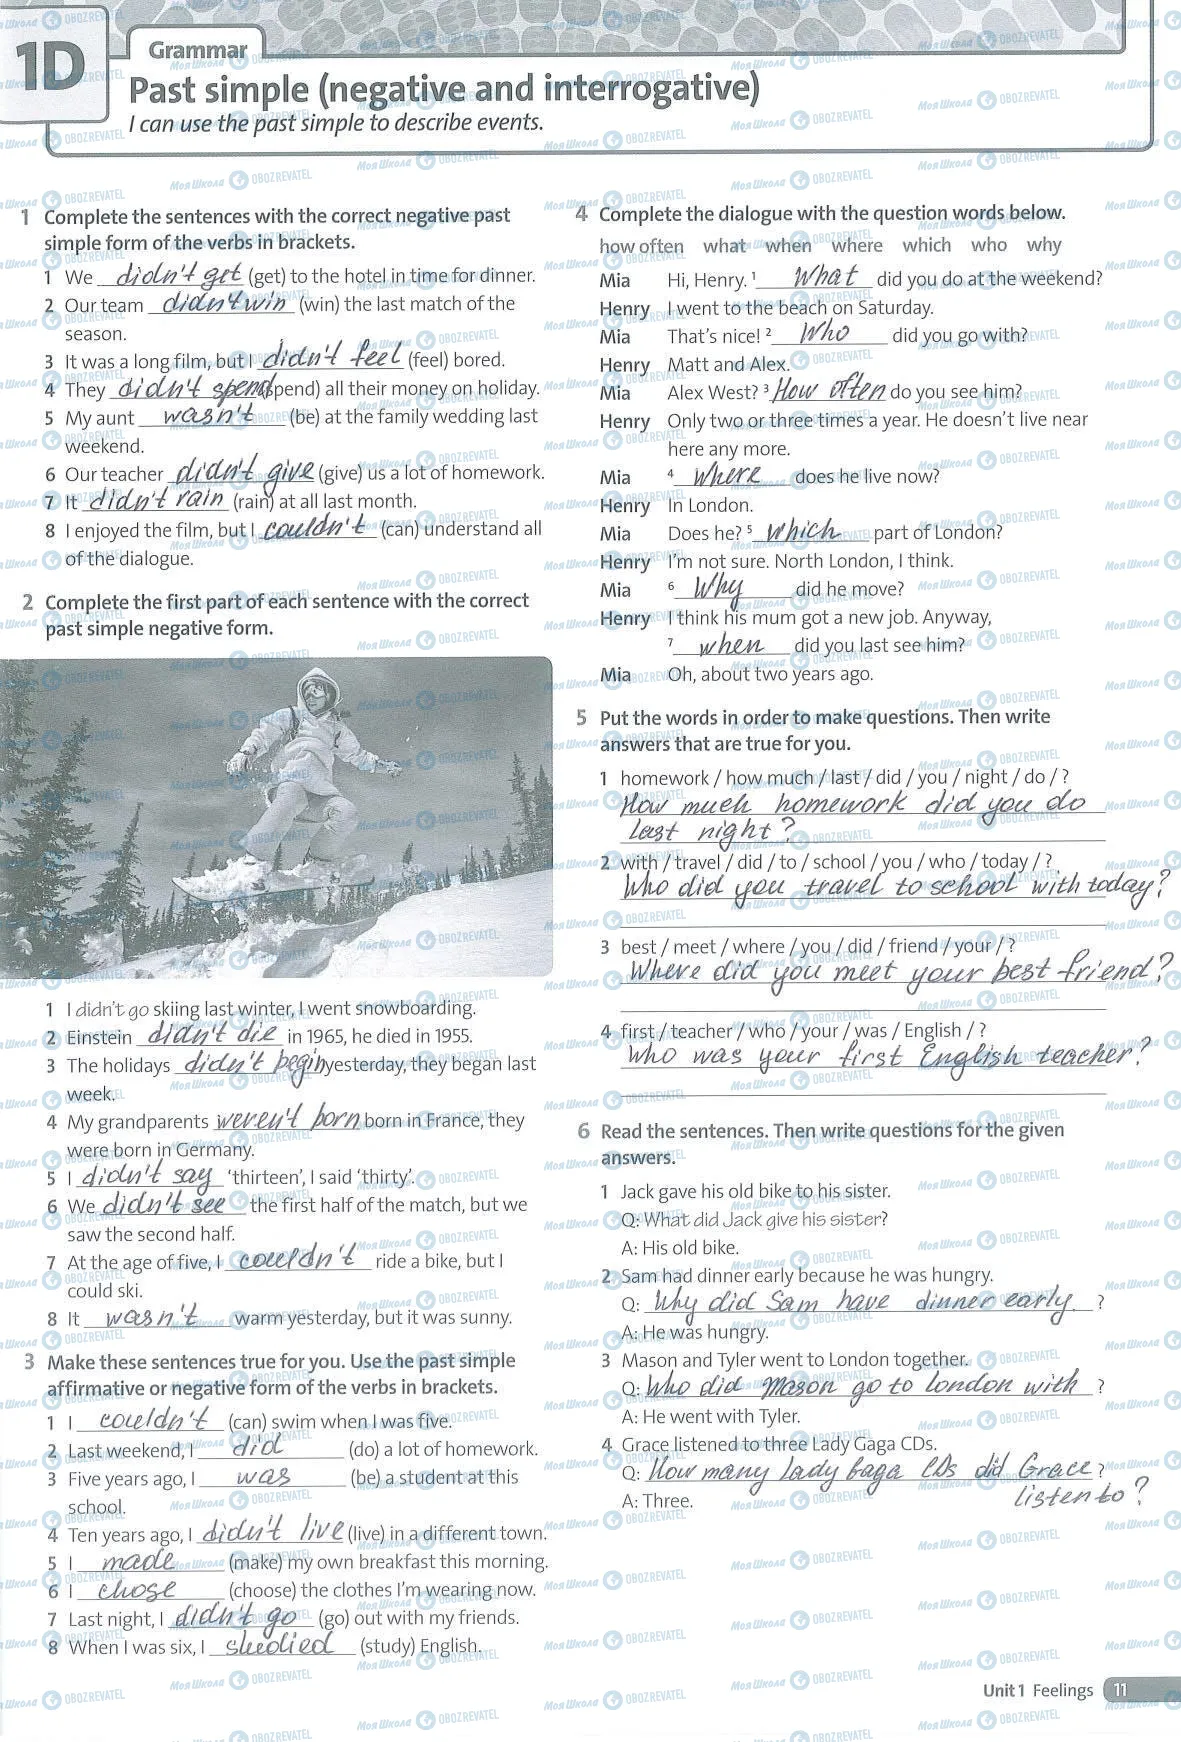 1D
Grammar
Past simple (negative and interrogative)
I can use the past simple to describe events.
1 Complete the sentences with the correct negative past
simple form of the verbs in brackets.
1 We didn't get (get) to the hotel in time for dinner.
2 Our team didn't win (win) the last match of the
season.
3 It was a long film, but I didn't feel (feel) bored.
4 They didn't spend (spend) all their money on holiday.
5 My aunt wasn't (be) at the family wedding last
weekend.
6 Our teacher didn't give (give) us a lot of homework.
7 It didn't rain (rain) at all last month.
8 I enjoyed the film, but I couldn't (can) understand all
of the dialogue.
2 Complete the first part of each sentence with the correct
past simple negative form.
1 I didn't go skiing last winter, I went snowboarding.
2 Einstein didn't die in 1965, he died in 1955.
3 The holidays didn't begin yesterday, they began last
week.
4 My grandparents weren't born born in France, they
were born in Germany.
5 I didn't say 'thirteen', I said 'thirty'.
6 We didn't see the first half of the match, but we
saw the second half.
7 At the age of five, I couldn't ride a bike, but I
could ski.
8 It wasn't warm yesterday, but it was sunny.
3 Make these sentences true for you. Use the past simple
affirmative or negative form of the verbs in brackets.
1 I couldn't (can) swim when I was five.
2 Last weekend, I did (do) a lot of homework.
3 Five years ago, I was (be) a student at this
school.
4 Ten years ago, I didn't live (live) in a different town.
5 I made (make) my own breakfast this morning.
6 I chose (choose) the clothes I'm wearing now.
7 Last night, I didn't go (go) out with my friends.
8 When I was six, I studied (study) English.
4 Complete the dialogue with the question words below.
how often what when where which who why
Mia Hi, Henry. 1 What did you do at the weekend?
Henry I went to the beach on Saturday.
Mia That's nice! 2 Who did you go with?
Henry Matt and Alex.
Mia Alex West? 3 How often do you see him?
Henry Only two or three times a year. He doesn't live near
here any more.
Mia 4 where does he live now?
Henry In London.
Mia Does he? 5 which part of London?
Henry I'm not sure. North London, I think.
Mia 6 Why did he move?
Henry I think his mum got a new job. Anyway,
7 when did you last see him?
Mia Oh, about two years ago.
5 Put the words in order to make questions. Then write
answers that are true for you.
1 homework / how much / last / did / you / night / do / ?
How much homework did you do
last night?
2 with / travel / did / to / school / you / who / today / ?
Who did you travel to school with today?
3 best / meet / where / you / did / friend / your / ?
Where did you meet your best friend?
4 first / teacher / who / your / was / English / ?
Who was your first English teacher?
6 Read the sentences. Then write questions for the given
answers.
1 Jack gave his old bike to his sister.
Q: What did Jack give his sister?
A: His old bike.
2 Sam had dinner early because he was hungry.
Q: Why did Sam have dinner early ?
A: He was hungry.
3 Mason and Tyler went to London together.
Q: Who did Mason go to london with ?
A: He went with Tyler.
4 Grace listened to three Lady Gaga CDs.
Q: How many Lady Gaga CDs did Grace ?
listen to?
A: Three.
Unit 1 Feelings 11
Моя Школа OBOZREVATEL